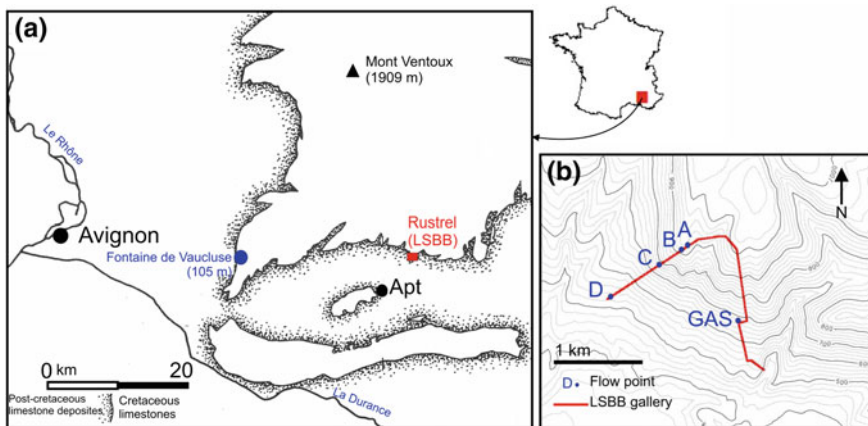 (a)
Mont Ventoux
(1909 m)
Le Rhône
Avignon
Fontaine de Vaucluse
(105 m)
Rustrel
(LSBB)
Apt
0 km
20
Post-cretaceous
limestone deposites
Cretaceous
limestones
La Durance
(b)
N
A
B
C
D
GAS
1 km
D Flow point
LSBB gallery